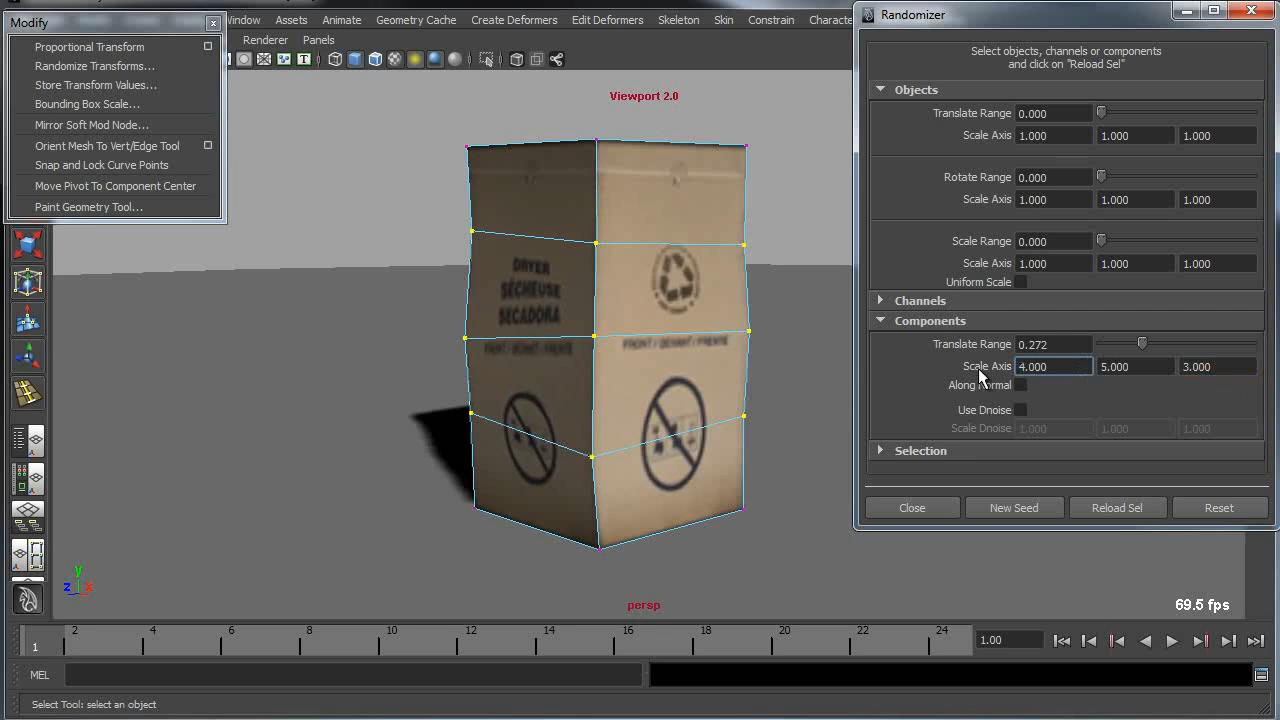 Modify
Proportional Transform
Randomize Transforms...
Store Transform Values...
Bounding Box Scale...
Mirror Soft Mod Node...
Orient Mesh To Vert/Edge Tool
Snap and Lock Curve Points
Move Pivot To Component Center
Paint Geometry Tool...
Assets Animate Geometry Cache Create Deformers Edit Deformers Skeleton Skin Constrain
Renderer Panels
T
Viewport 2.0
DRYER
SÉCHEUSE
SECADORA
FRONT / DEVANT / FRENTE
FRONT / DEVANT / FRENTE
y
z x
persp
69.5 fps
Randomizer
Select objects, channels or components
and click on "Reload Sel"
Objects
Translate Range 0.000
Scale Axis 1.000 1.000 1.000
Rotate Range 0.000
Scale Axis 1.000 1.000 1.000
Scale Range 0.000
Scale Axis 1.000 1.000 1.000
Uniform Scale
Channels
Components
Translate Range 0.272
Scale Axis 4.000 5.000 3.000
Along Normal
Use Dnoise
Scale Dnoise 1.000 1.000 1.000
Selection
Close New Seed Reload Sel Reset
1 2 4 6 8 10 12 14 16 18 20 22 24 1.00
MEL
Select Tool: select an object